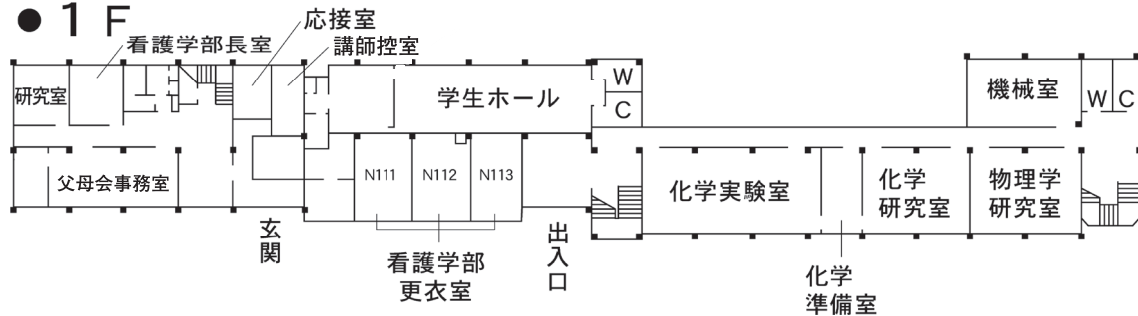 ● 1 F
応接室
看護学部長室
講師控室
研究室
学生ホール
W
C
機械室
W C
父母会事務室
N111
N112
N113
化学実験室
化学
研究室
物理学
研究室
玄関
出入口
看護学部
更衣室
化学
準備室